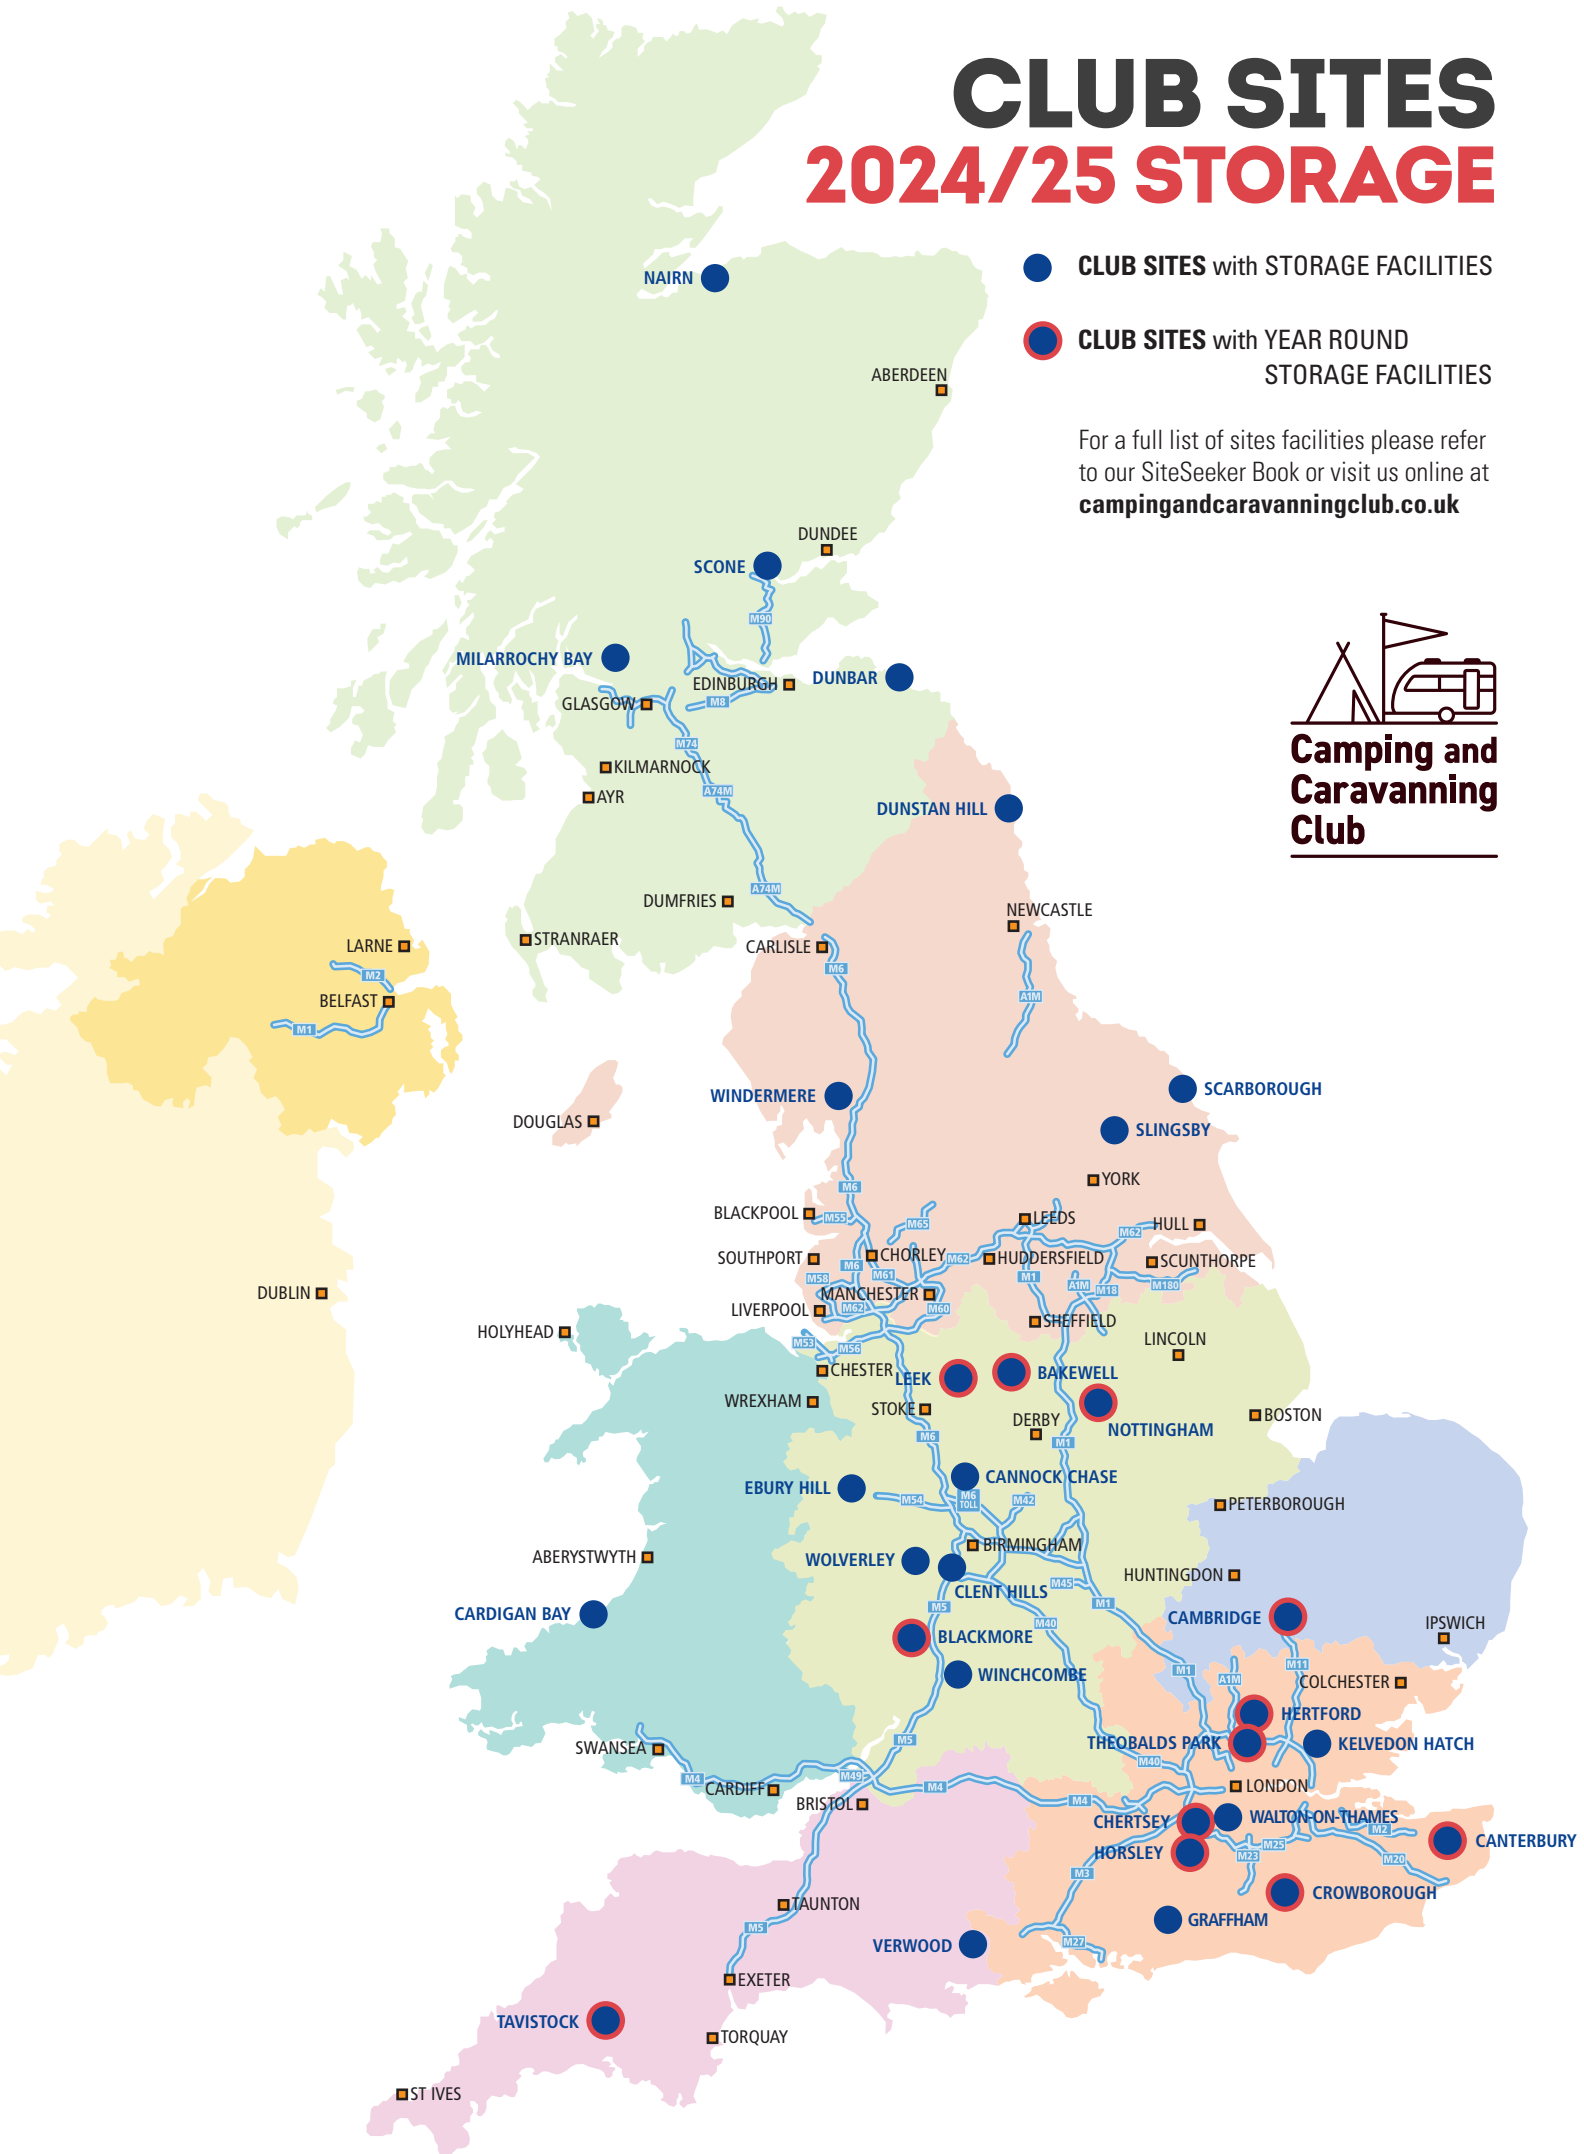 CLUB SITES
2024/25 STORAGE
CLUB SITES with STORAGE FACILITIES
CLUB SITES with YEAR ROUND
STORAGE FACILITIES
For a full list of sites facilities please refer
to our SiteSeeker Book or visit us online at
campingandcaravanningclub.co.uk
Camping and
Caravanning
Club
NAIRN
ABERDEEN
DUNDEE
SCONE
M90
MILARROCHY BAY
EDINBURGH
DUNBAR
GLASGOW
M8
M74
KILMARNOCK
A74M
AYR
DUNSTAN HILL
A74M
DUMFRIES
NEWCASTLE
STRANRAER
CARLISLE
LARNE
M6
M2
A1M
BELFAST
M1
WINDERMERE
SCARBOROUGH
DOUGLAS
SLINGSBY
YORK
M6
BLACKPOOL
M55
M65
LEEDS
HULL
M62
SOUTHPORT
CHORLEY
M62
HUDDERSFIELD
SCUNTHORPE
M6
M61
M58
M1
A1M
M18
M180
DUBLIN
MANCHESTER
LIVERPOOL
M62
M60
SHEFFIELD
HOLYHEAD
M53
M56
LINCOLN
CHESTER
LEEK
BAKEWELL
WREXHAM
STOKE
DERBY
NOTTINGHAM
BOSTON
M6
M1
CANNOCK CHASE
EBURY HILL
M54
M6
TOLL
M42
PETERBOROUGH
BIRMINGHAM
ABERYSTWYTH
WOLVERLEY
HUNTINGDON
CLENT HILLS
M45
M5
M1
CARDIGAN BAY
CAMBRIDGE
M40
IPSWICH
BLACKMORE
WINCHCOMBE
M1
A1M
M11
COLCHESTER
HERTFORD
THEOBALDS PARK
KELVEDON HATCH
SWANSEA
M5
M40
M4
M49
M4
CARDIFF
LONDON
BRISTOL
M4
CHERTSEY
WALTON-ON-THAMES
M2
CANTERBURY
HORSLEY
M25
M23
M20
M3
CROWBOROUGH
TAUNTON
GRAFFHAM
M5
M27
VERWOOD
EXETER
TAVISTOCK
TORQUAY
ST IVES